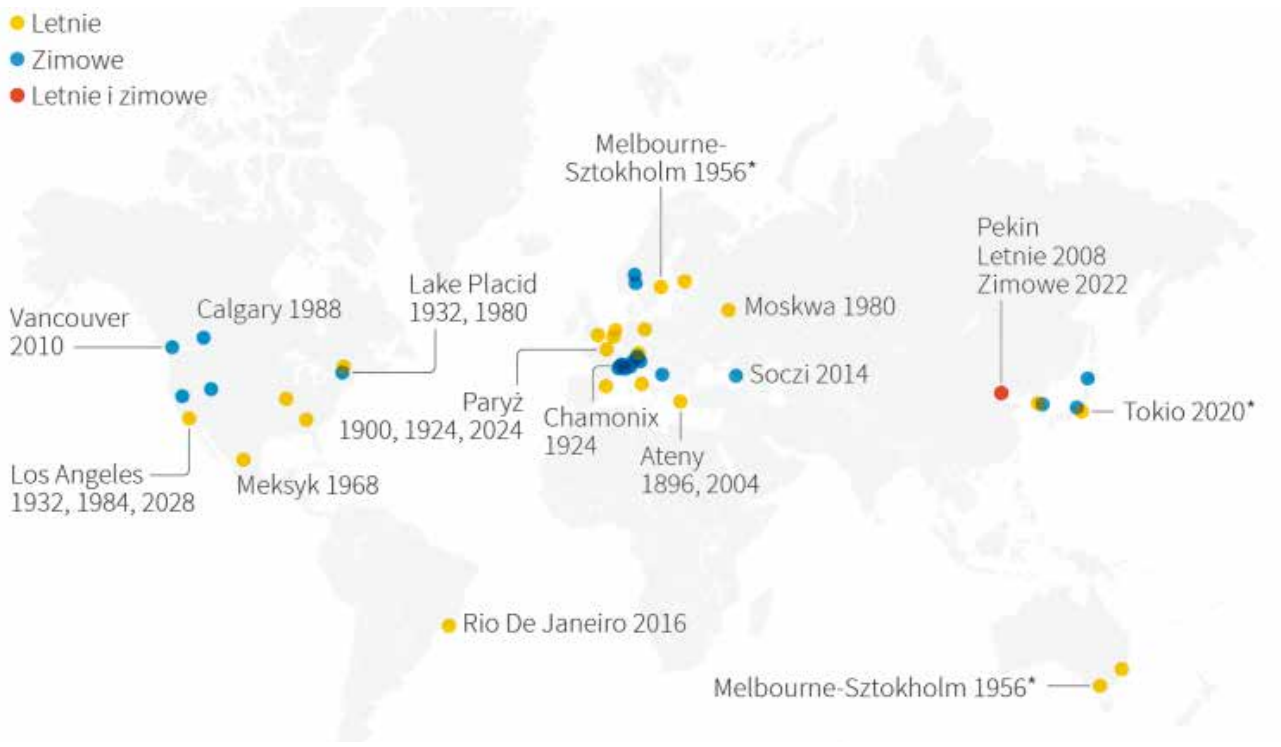 Letnie
Zimowe
Letnie i zimowe
Melbourne-
Sztokholm 1956*
Pekin
Letnie 2008
Zimowe 2022
Lake Placid
1932, 1980
Calgary 1988
Vancouver
2010
Moskwa 1980
Soczi 2014
Paryż
1900, 1924, 2024
Chamonix
1924
Tokio 2020*
Ateny
1896, 2004
Los Angeles
1932, 1984, 2028
Meksyk 1968
Rio De Janeiro 2016
Melbourne-Sztokholm 1956*